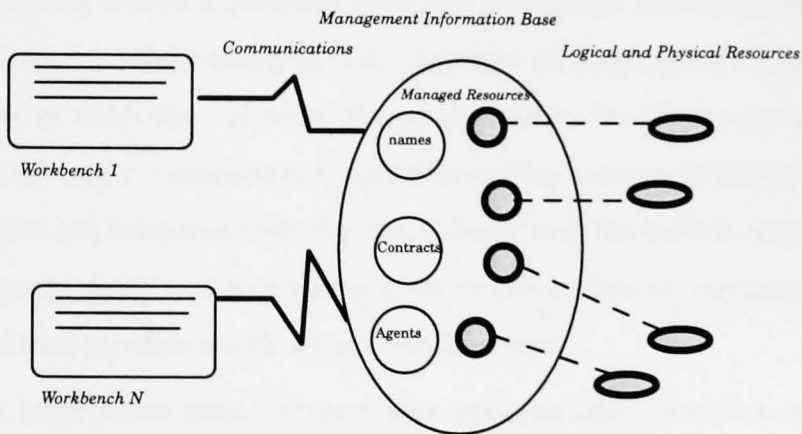 Management Information Base
Communications
Logical and Physical Resources
Managed Resources
names
Workbench 1
Contracts
Agents
Workbench N